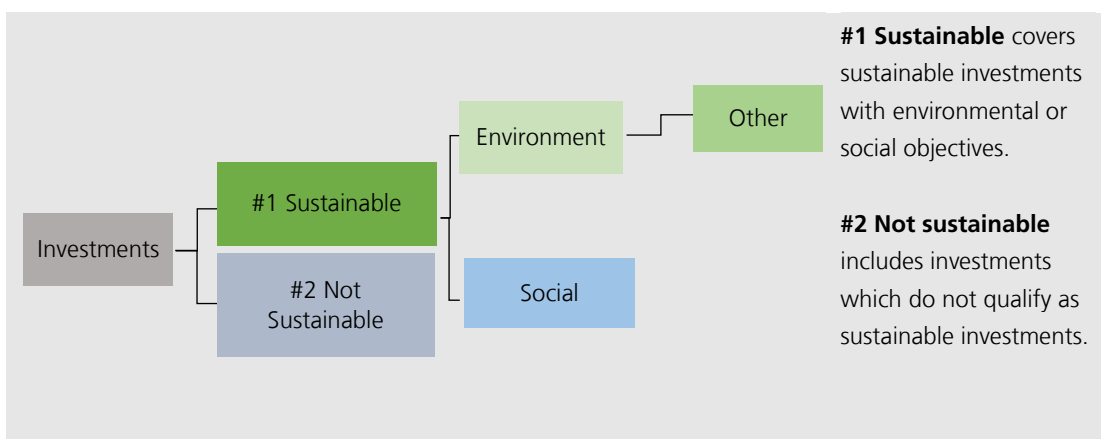 Investments
#1 Sustainable
#2 Not
Sustainable
Environment
Social
Other
#1 Sustainable covers
sustainable investments
with environmental or
social objectives.
#2 Not sustainable
includes investments
which do not qualify as
sustainable investments.